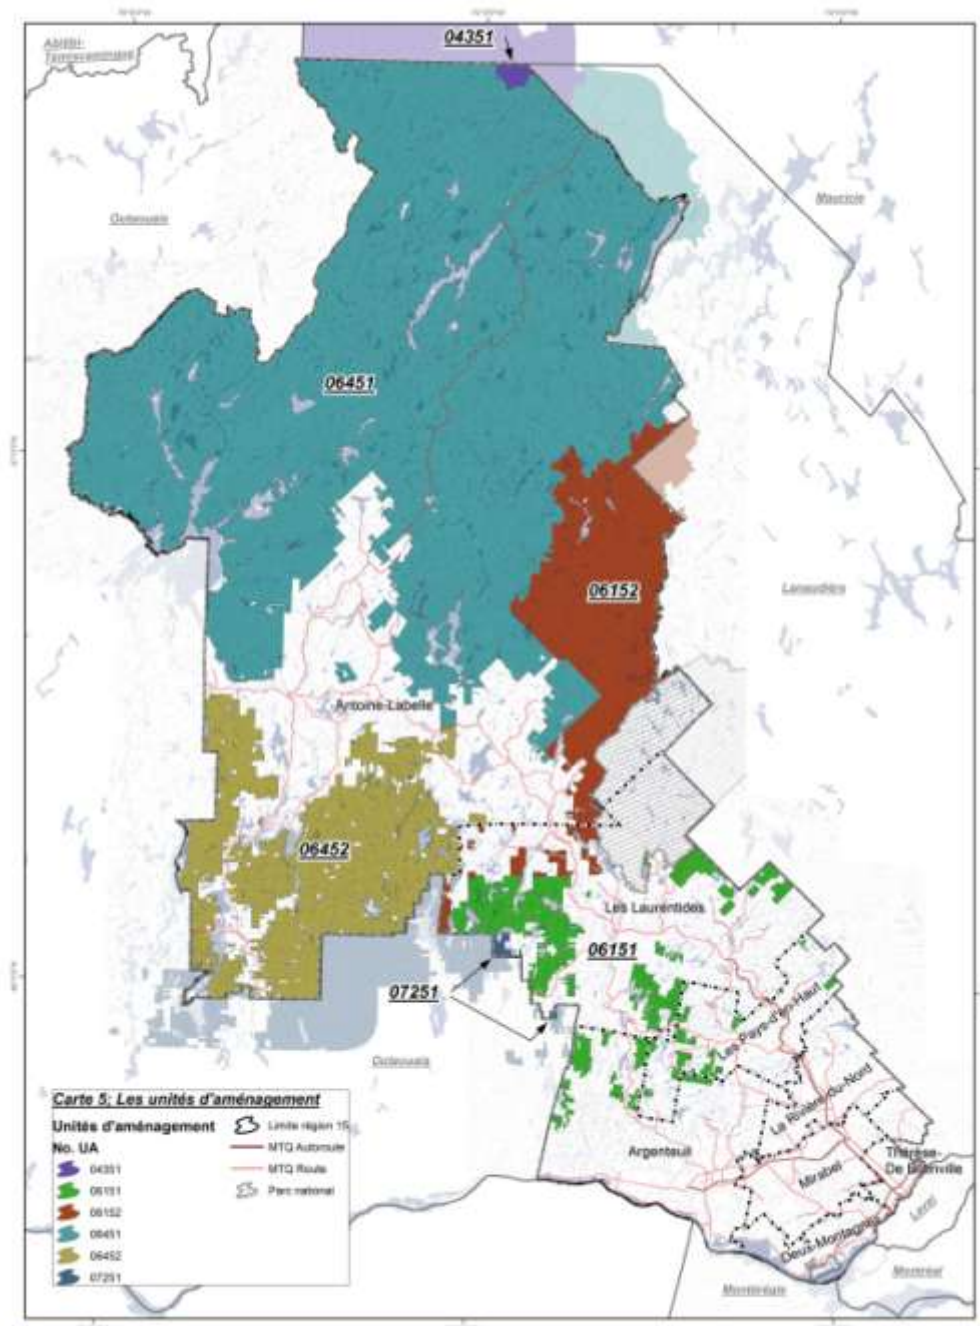 04351
Abitibi-
Témiscamingue
Mauricie
Outaouais
06451
06152
Lanaudière
Antoine-Labelle
06452
Les Laurentides
06151
07251
Les Pays-d'en-Haut
Outaouais
La Rivière-du-Nord
Argenteuil
Thérèse-
De Blainville
Mirabel
Deux-Montagnes
Laval
Montréal
Montérégie
Carte 5: Les unités d'aménagement
Unités d'aménagement
No. UA
04351
06151
06152
06451
06452
07251
Limite région 15
MTQ Autoroute
MTQ Route
Parc national